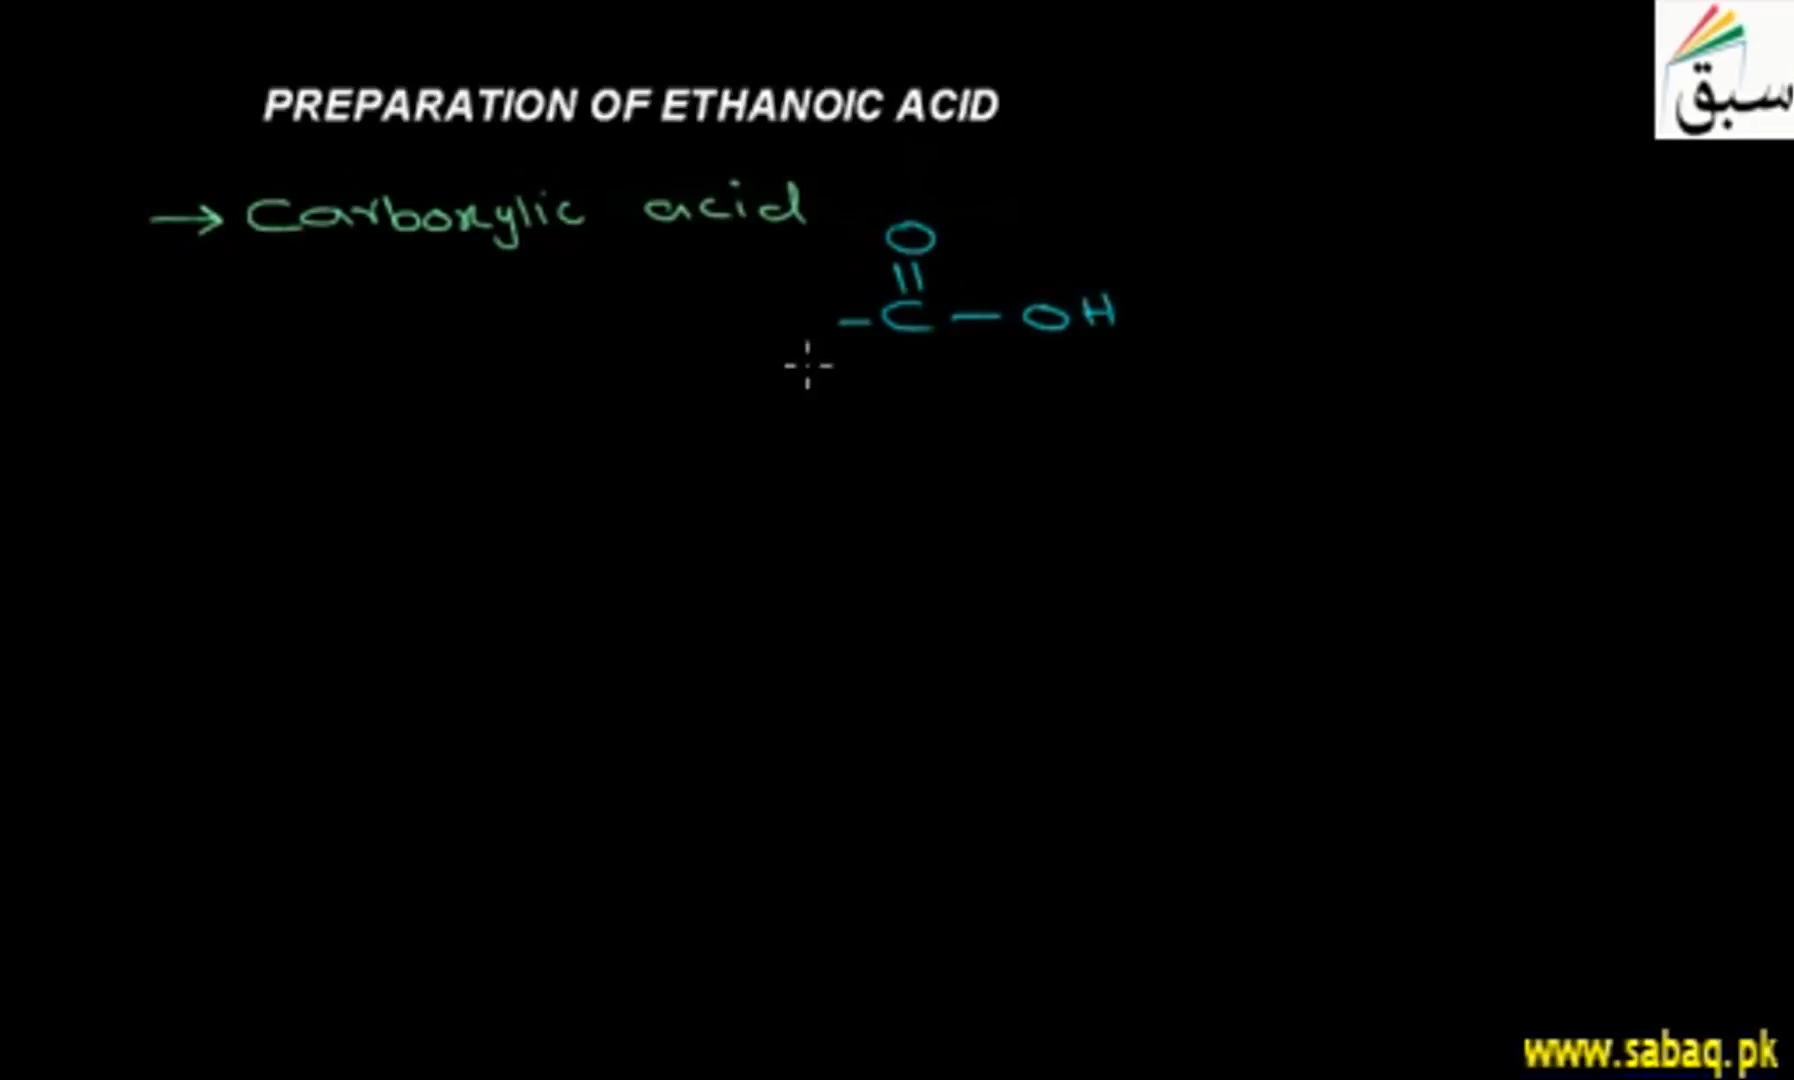 PREPARATION OF ETHANOIC ACID
سبق
→ Carboxylic acid
O
||
-C-OH
www.sabaq.pk